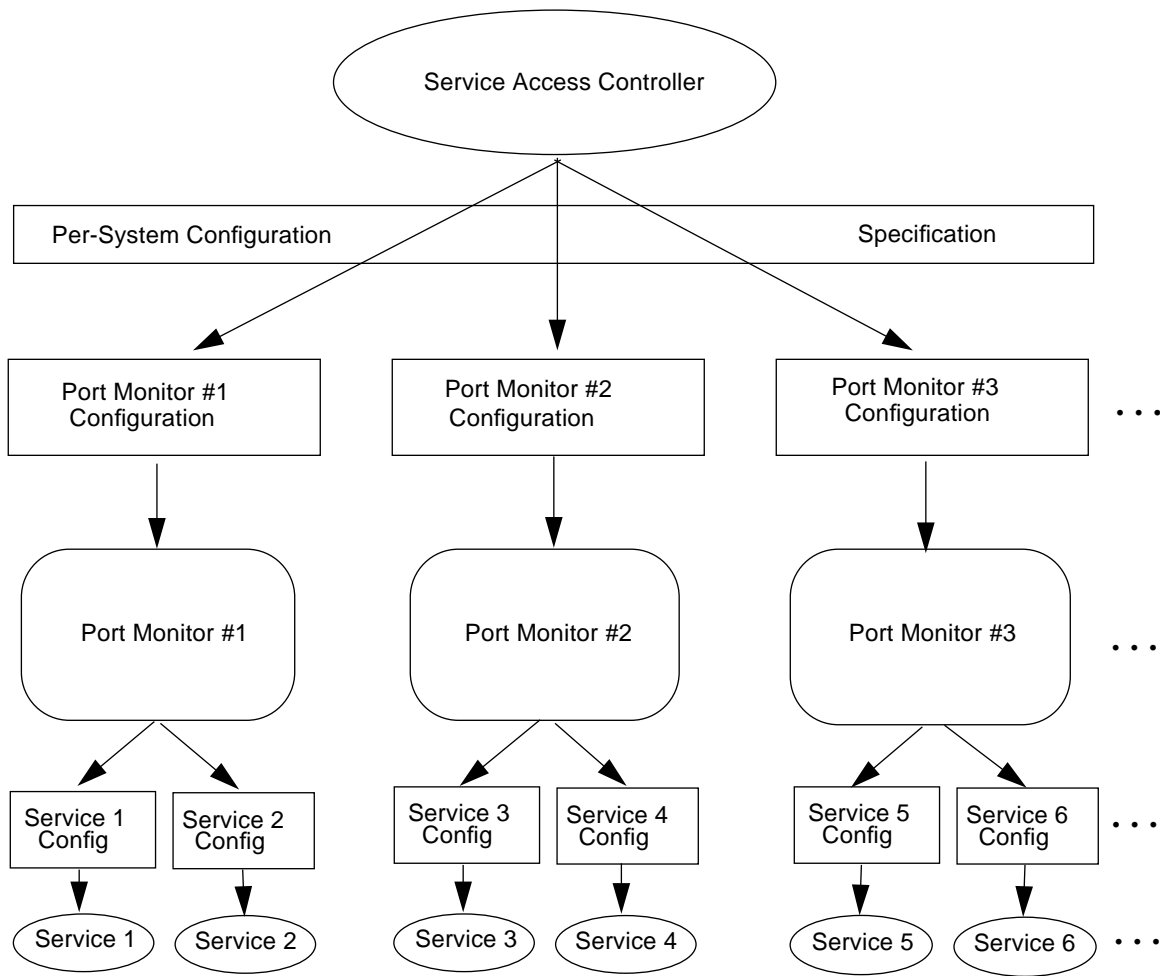 Service Access Controller
Per-System Configuration Specification
Port Monitor #1
Configuration
Port Monitor #2
Configuration
Port Monitor #3
Configuration
. . .
Port Monitor #1
Port Monitor #2
Port Monitor #3
. . .
Service 1
Config
Service 2
Config
Service 3
Config
Service 4
Config
Service 5
Config
Service 6
Config
. . .
Service 1
Service 2
Service 3
Service 4
Service 5
Service 6
. . .